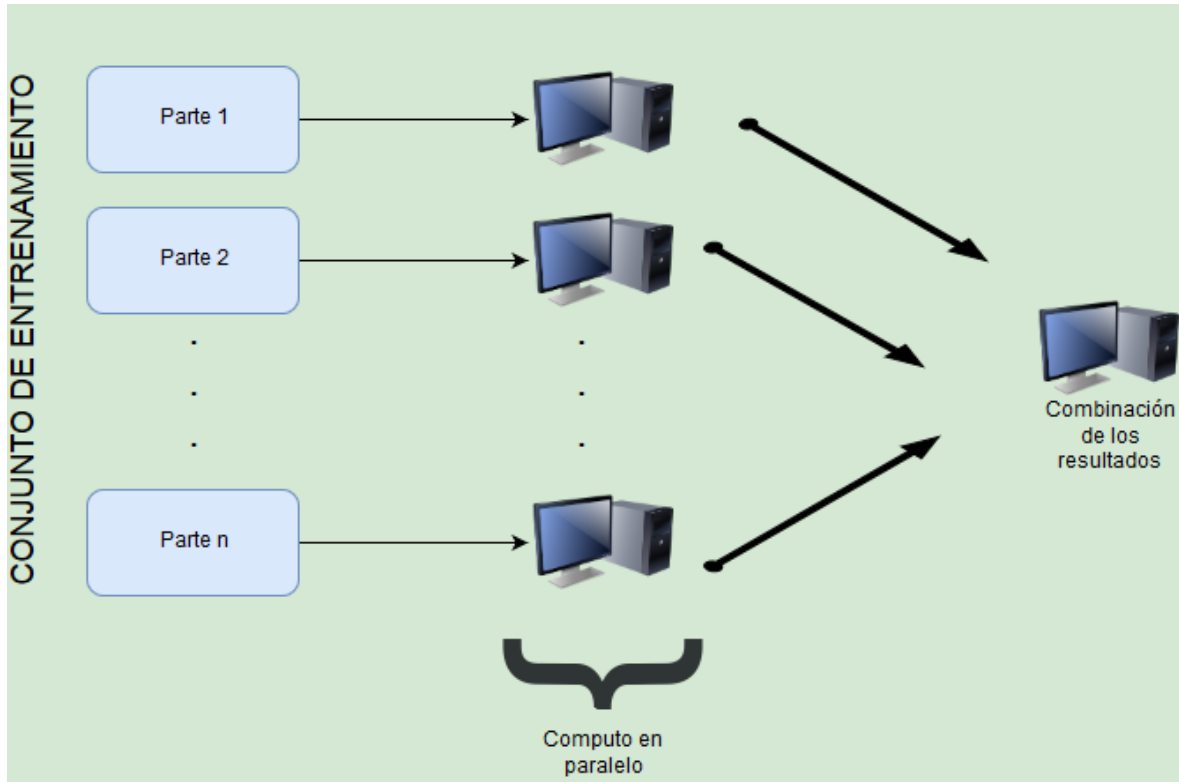 CONJUNTO DE ENTRENAMIENTO
Parte 1
Parte 2
.
.
.
.
.
.
Parte n
Combinación
de los
resultados
Computo en
paralelo